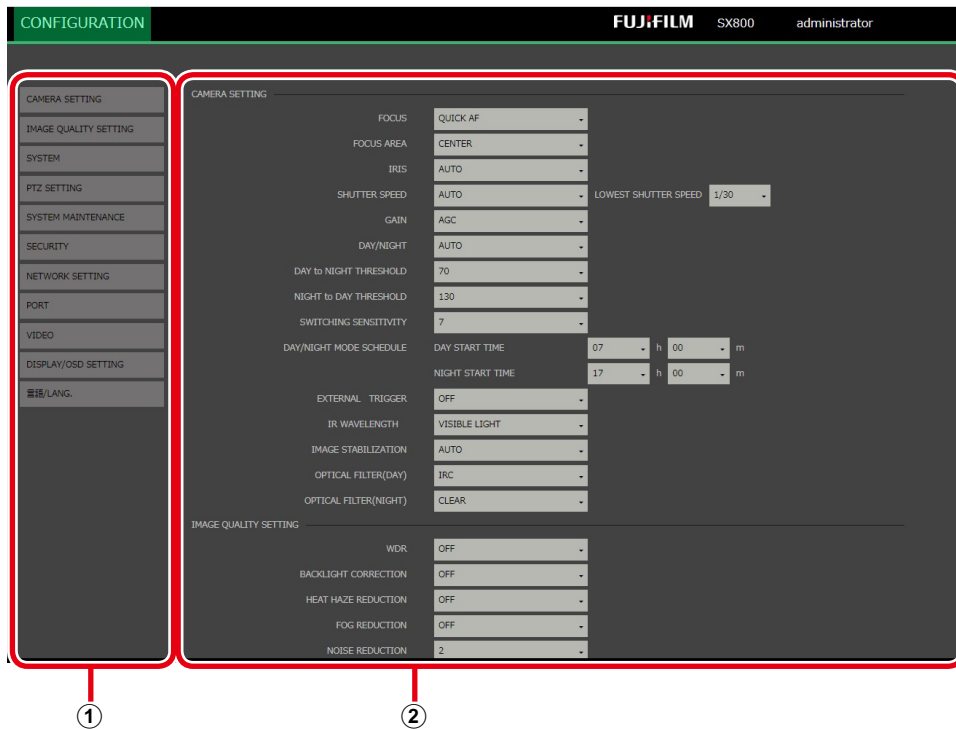 CONFIGURATION FUJIFILM SX800 administrator
CAMERA SETTING
IMAGE QUALITY SETTING
SYSTEM
PTZ SETTING
SYSTEM MAINTENANCE
SECURITY
NETWORK SETTING
PORT
VIDEO
DISPLAY/OSD SETTING
言語/LANG.
CAMERA SETTING
FOCUS QUICK AF
FOCUS AREA CENTER
IRIS AUTO
SHUTTER SPEED AUTO LOWEST SHUTTER SPEED 1/30
GAIN AGC
DAY/NIGHT AUTO
DAY to NIGHT THRESHOLD 70
NIGHT to DAY THRESHOLD 130
SWITCHING SENSITIVITY 7
DAY/NIGHT MODE SCHEDULE DAY START TIME 07 h 00 m
NIGHT START TIME 17 h 00 m
EXTERNAL TRIGGER OFF
IR WAVELENGTH VISIBLE LIGHT
IMAGE STABILIZATION AUTO
OPTICAL FILTER(DAY) IRC
OPTICAL FILTER(NIGHT) CLEAR
IMAGE QUALITY SETTING
WDR OFF
BACKLIGHT CORRECTION OFF
HEAT HAZE REDUCTION OFF
FOG REDUCTION OFF
NOISE REDUCTION 2
1 2